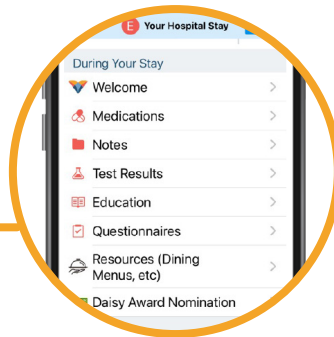 E Your Hospital Stay
During Your Stay
Welcome
Medications
Notes
Test Results
Education
Questionnaires
Resources (Dining
Menus, etc)
Daisy Award Nomination